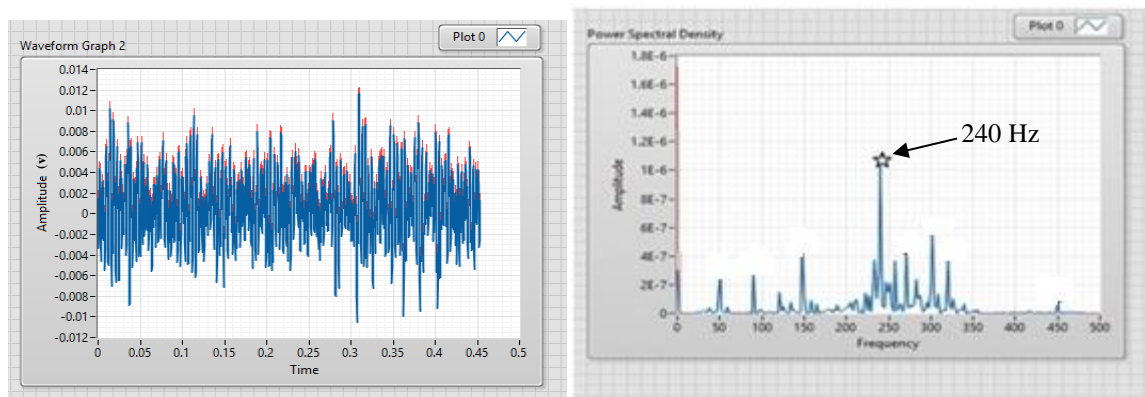 Waveform Graph 2
Plot 0
0.014
0.012
0.01
0.008
0.006
0.004
0.002
0
-0.002
-0.004
-0.006
-0.008
-0.01
-0.012
Amplitude (v)
0 0.05 0.1 0.15 0.2 0.25 0.3 0.35 0.4 0.45 0.5
Time
Power Spectral Density
Plot 0
1.8E-6
1.6E-6
1.4E-6
1.2E-6
1E-6
8E-7
6E-7
4E-7
2E-7
0
Amplitude
240 Hz
0 50 100 150 200 250 300 350 400 450 500
Frequency